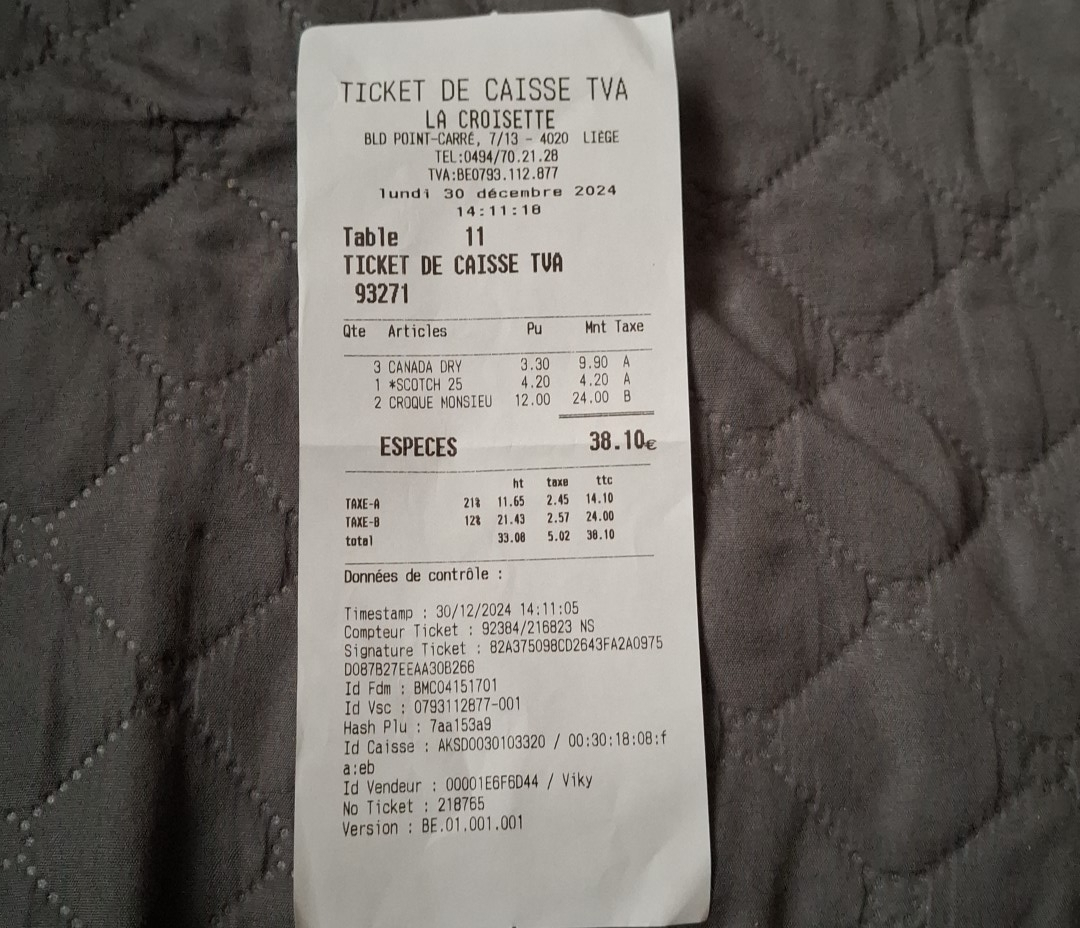 TICKET DE CAISSE TVA
LA CROISETTE
BLD POINT-CARRÉ, 7/13 - 4020 LIÈGE
TEL:0494/70.21.28
TVA:BE0793.112.877
lundi 30 décembre 2024
14:11:18
Table 11
TICKET DE CAISSE TVA
93271
Qte Articles Pu Mnt Taxe
3 CANADA DRY 3.30 9.90 A
1 *SCOTCH 25 4.20 4.20 A
2 CROQUE MONSIEU 12.00 24.00 B
ESPECES 38.10€
ht taxe ttc
TAXE-A 21% 11.65 2.45 14.10
TAXE-B 12% 21.43 2.57 24.00
total 33.08 5.02 38.10
Données de contrôle :
Timestamp : 30/12/2024 14:11:05
Compteur Ticket : 92384/216823 NS
Signature Ticket : 82A375098CD2643FA2A0975
D087B27EEAA30B266
Id Fdm : BMC04151701
Id Vsc : 0793112877-001
Hash Plu : 7aa153a9
Id Caisse : AKSD0030103320 / 00:30:18:08:f
a:eb
Id Vendeur : 00001E6F6D44 / Viky
No Ticket : 218765
Version : BE.01.001.001